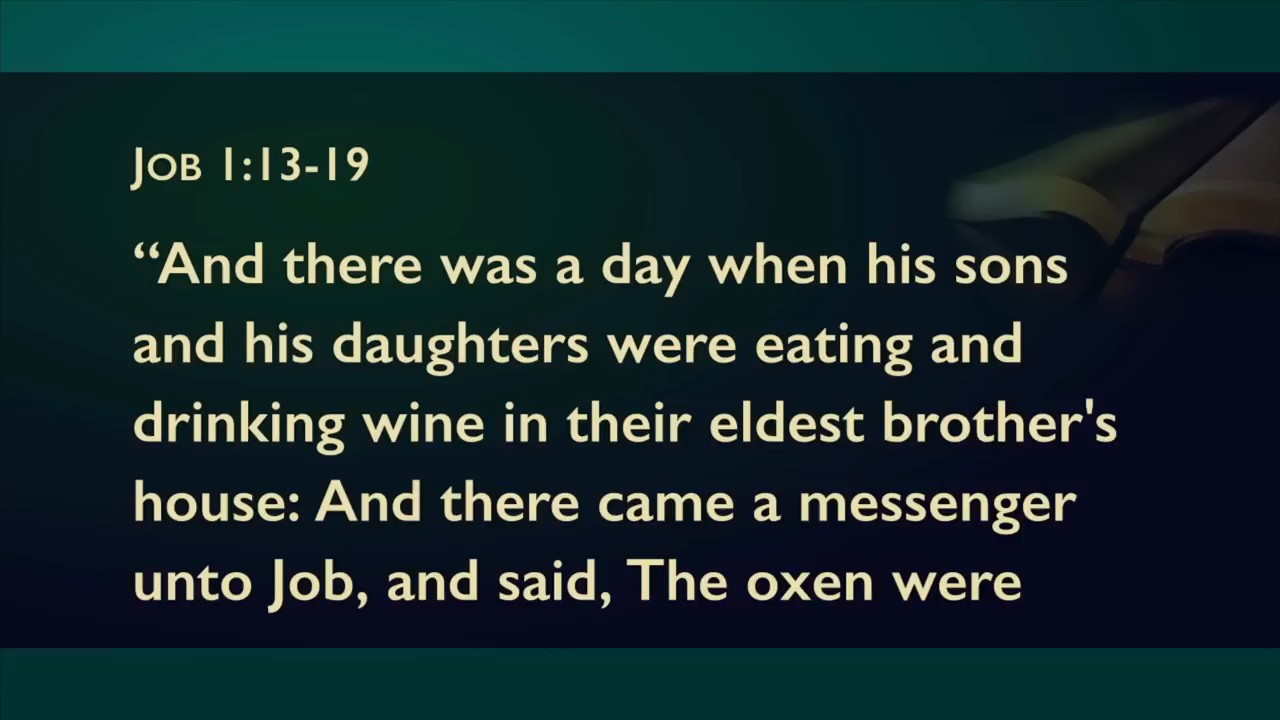 Job 1:13-19
“And there was a day when his sons
and his daughters were eating and
drinking wine in their eldest brother's
house: And there came a messenger
unto Job, and said, The oxen were